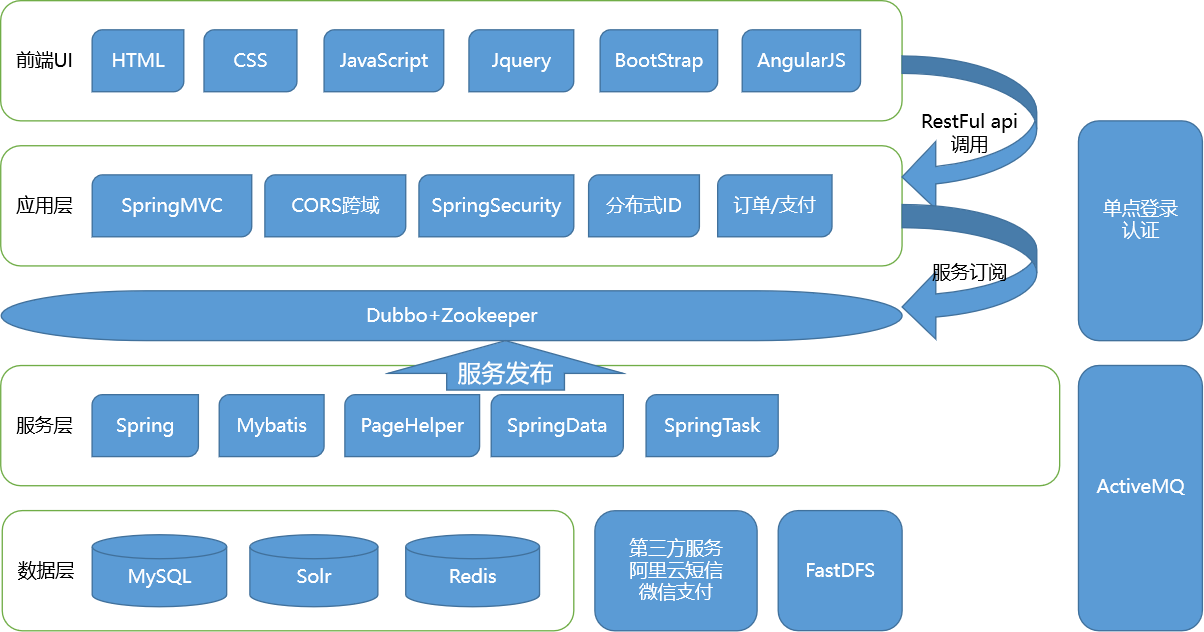 前端UI
HTML
CSS
JavaScript
Jquery
BootStrap
AngularJS
RestFul api
调用
应用层
SpringMVC
CORS跨域
SpringSecurity
分布式ID
订单/支付
单点登录
认证
服务订阅
Dubbo+Zookeeper
服务发布
服务层
Spring
Mybatis
PageHelper
SpringData
SpringTask
ActiveMQ
数据层
MySQL
Solr
Redis
第三方服务
阿里云短信
微信支付
FastDFS